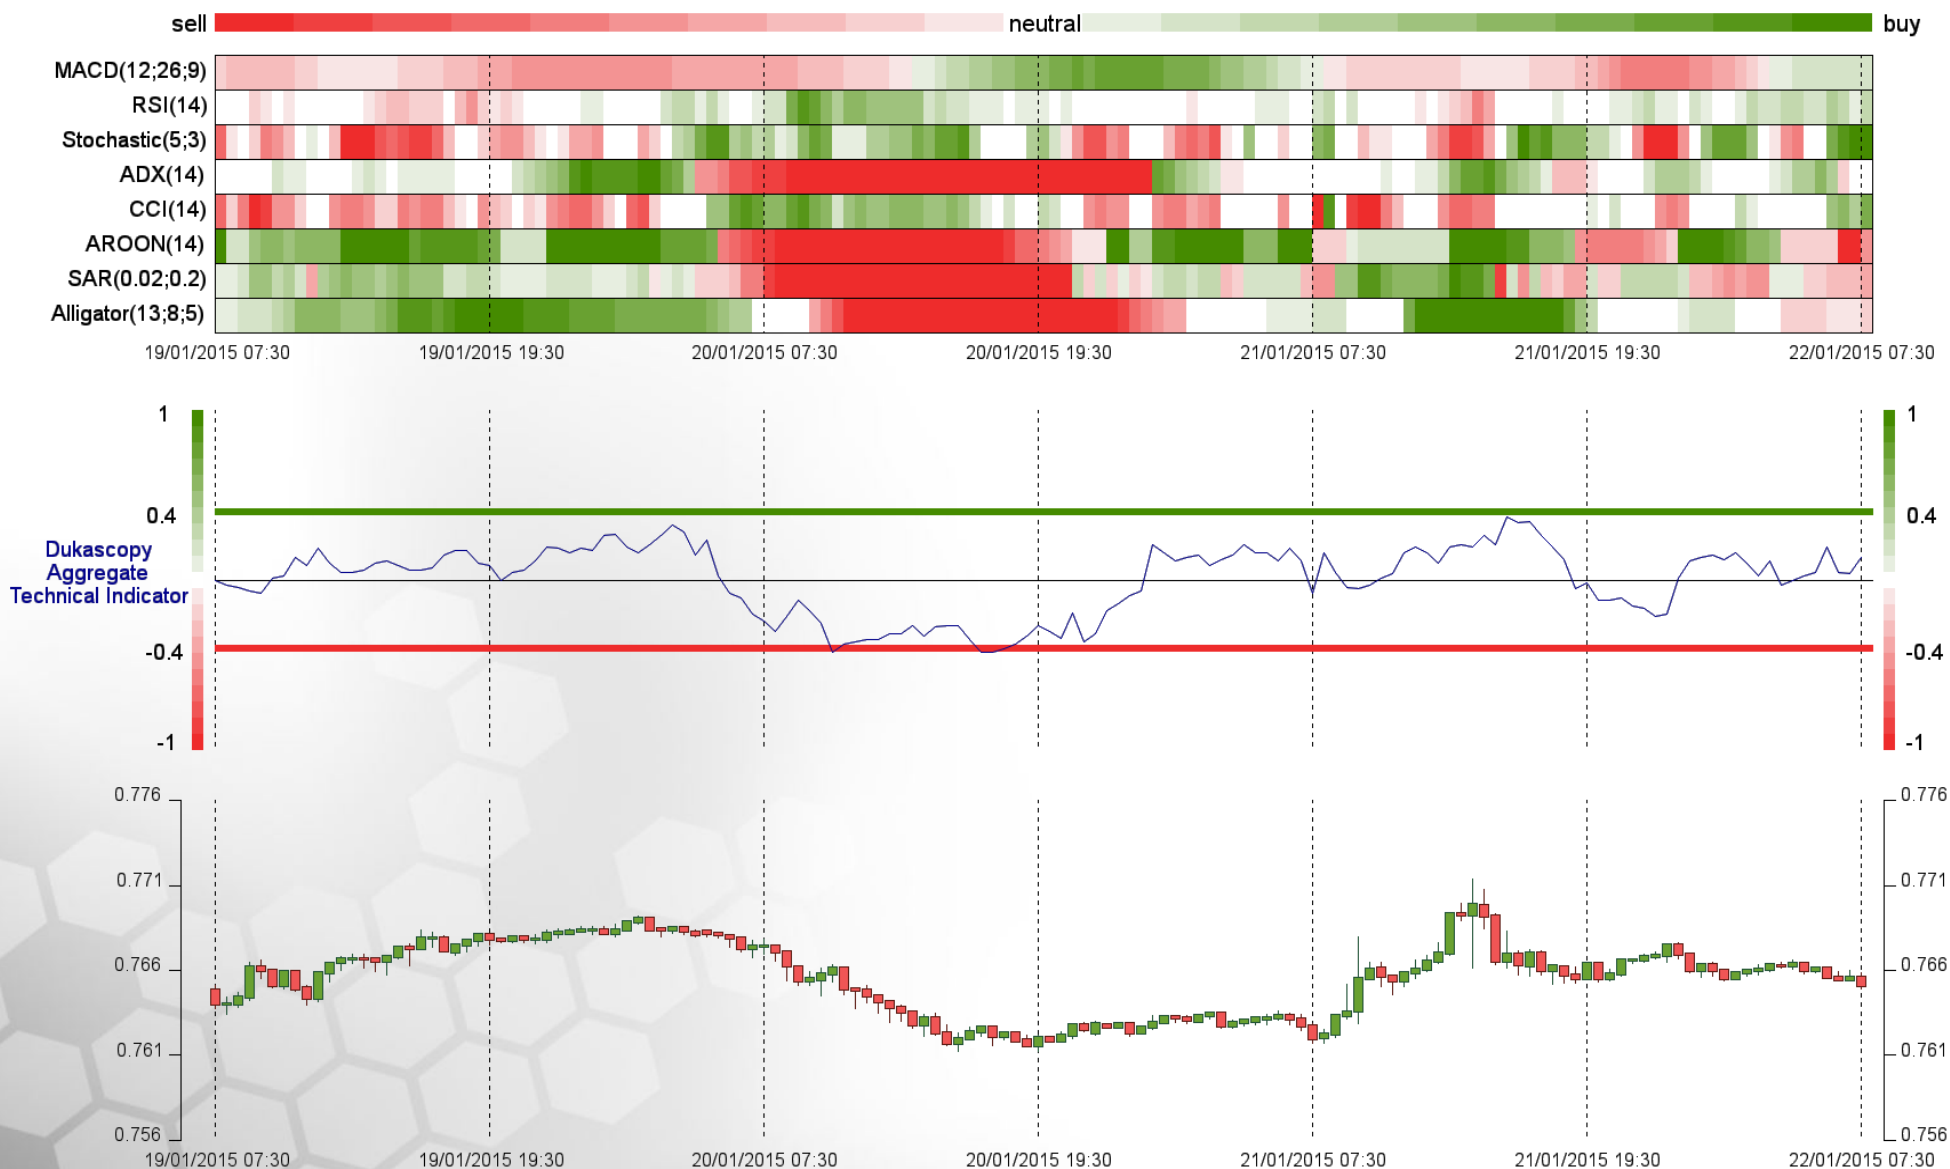 sell neutral buy
MACD(12;26;9)
RSI(14)
Stochastic(5;3)
ADX(14)
CCI(14)
AROON(14)
SAR(0.02;0.2)
Alligator(13;8;5)
19/01/2015 07:30 19/01/2015 19:30 20/01/2015 07:30 20/01/2015 19:30 21/01/2015 07:30 21/01/2015 19:30 22/01/2015 07:30
1 1
0.4 0.4
Dukascopy
Aggregate
Technical Indicator
-0.4 -0.4
-1 -1
0.776 0.776
0.771 0.771
0.766 0.766
0.761 0.761
0.756 0.756
19/01/2015 07:30 19/01/2015 19:30 20/01/2015 07:30 20/01/2015 19:30 21/01/2015 07:30 21/01/2015 19:30 22/01/2015 07:30